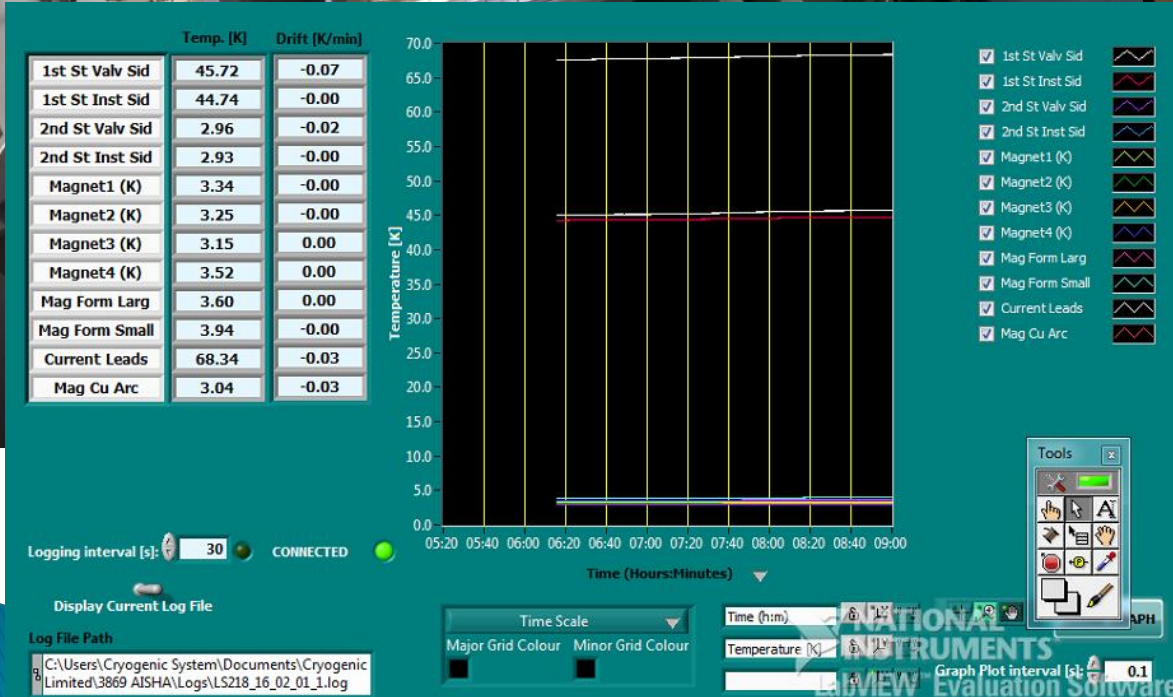 Temp. [K] Drift [K/min]
1st St Valv Sid 45.72 -0.07
1st St Inst Sid 44.74 -0.00
2nd St Valv Sid 2.96 -0.02
2nd St Inst Sid 2.93 -0.00
Magnet1 (K) 3.34 -0.00
Magnet2 (K) 3.25 -0.00
Magnet3 (K) 3.15 0.00
Magnet4 (K) 3.52 0.00
Mag Form Larg 3.60 0.00
Mag Form Small 3.94 -0.00
Current Leads 68.34 -0.03
Mag Cu Arc 3.04 -0.03
Temperature [K]
70.0
65.0
60.0
55.0
50.0
45.0
40.0
35.0
30.0
25.0
20.0
15.0
10.0
5.0
0.0
05:20 05:40 06:00 06:20 06:40 07:00 07:20 07:40 08:00 08:20 08:40 09:00
Time (Hours:Minutes)
1st St Valv Sid
1st St Inst Sid
2nd St Valv Sid
2nd St Inst Sid
Magnet1 (K)
Magnet2 (K)
Magnet3 (K)
Magnet4 (K)
Mag Form Larg
Mag Form Small
Current Leads
Mag Cu Arc
Tools
A
Logging interval [s]: 30 CONNECTED
Display Current Log File
Log File Path
C:\Users\Cryogenic System\Documents\Cryogenic
Limited\3869 AISHA\Logs\LS218_16_02_01_1.log
Time Scale
Major Grid Colour Minor Grid Colour
Time (h:m)
Temperature [K]
NATIONAL
INSTRUMENTS
LabVIEW Evaluation Software
Graph Plot interval [s]: 0.1